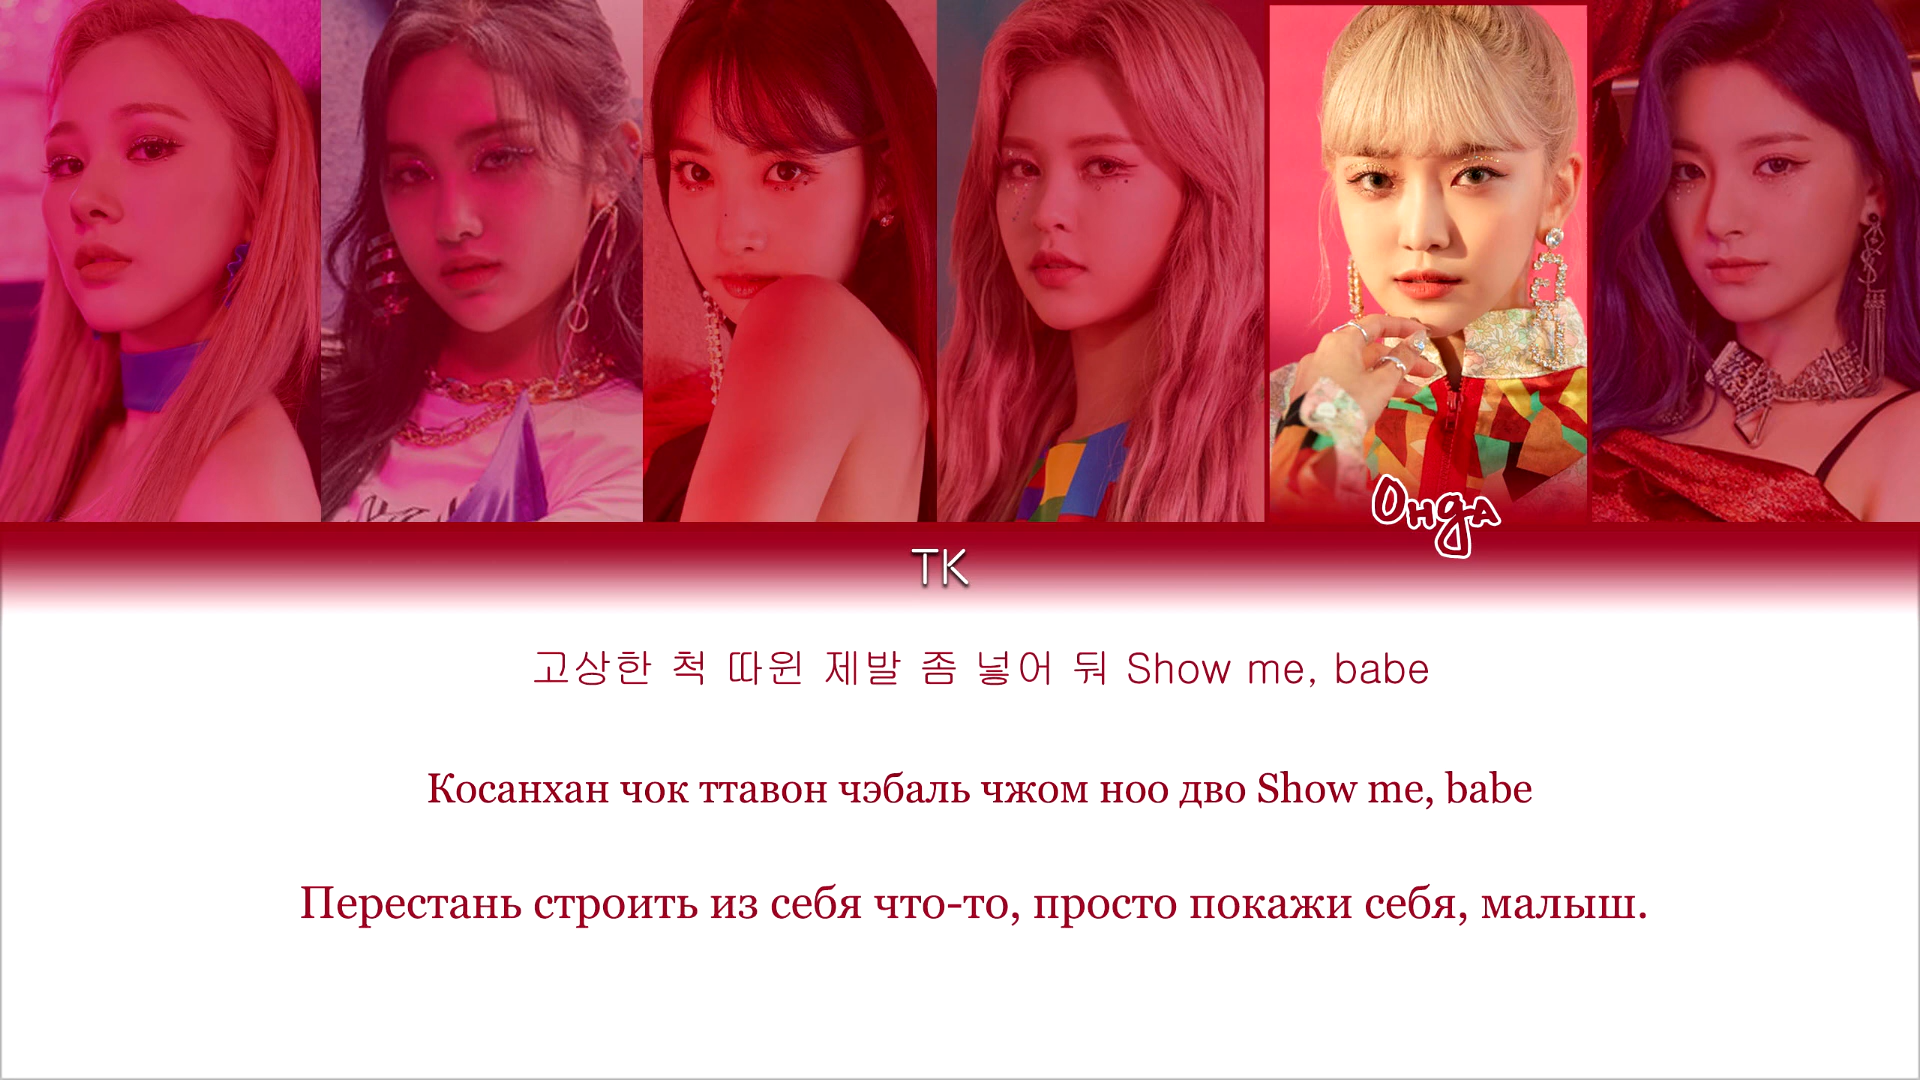 Онда
TK
고상한 척 따윈 제발 좀 넣어 둬 Show me, babe
Косанхан чок ттавон чэбаль чжом ноо дво Show me, babe
Перестань строить из себя что-то, просто покажи себя, малыш.